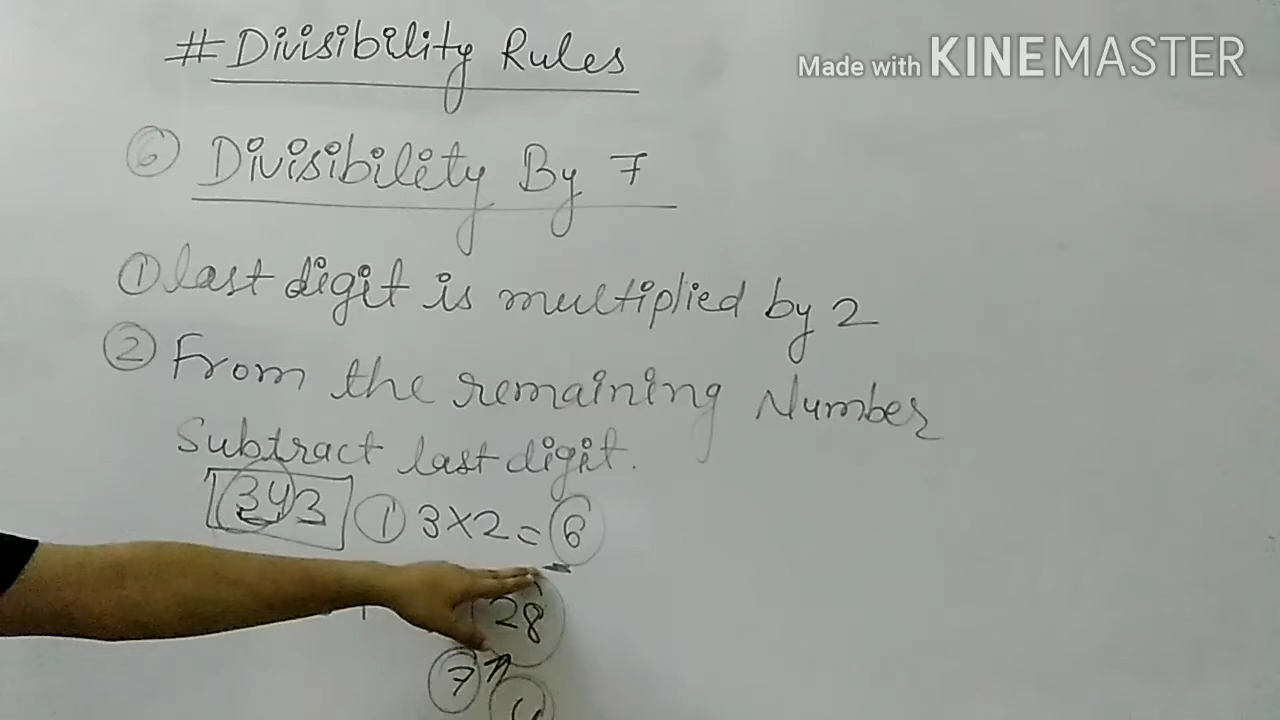 # Divisibility Rules
Made with KINEMASTER
6 Divisibility By 7
1 last digit is multiplied by 2
2 From the remaining Number
Subtract last digit.
343 1 3×2=6
28
7